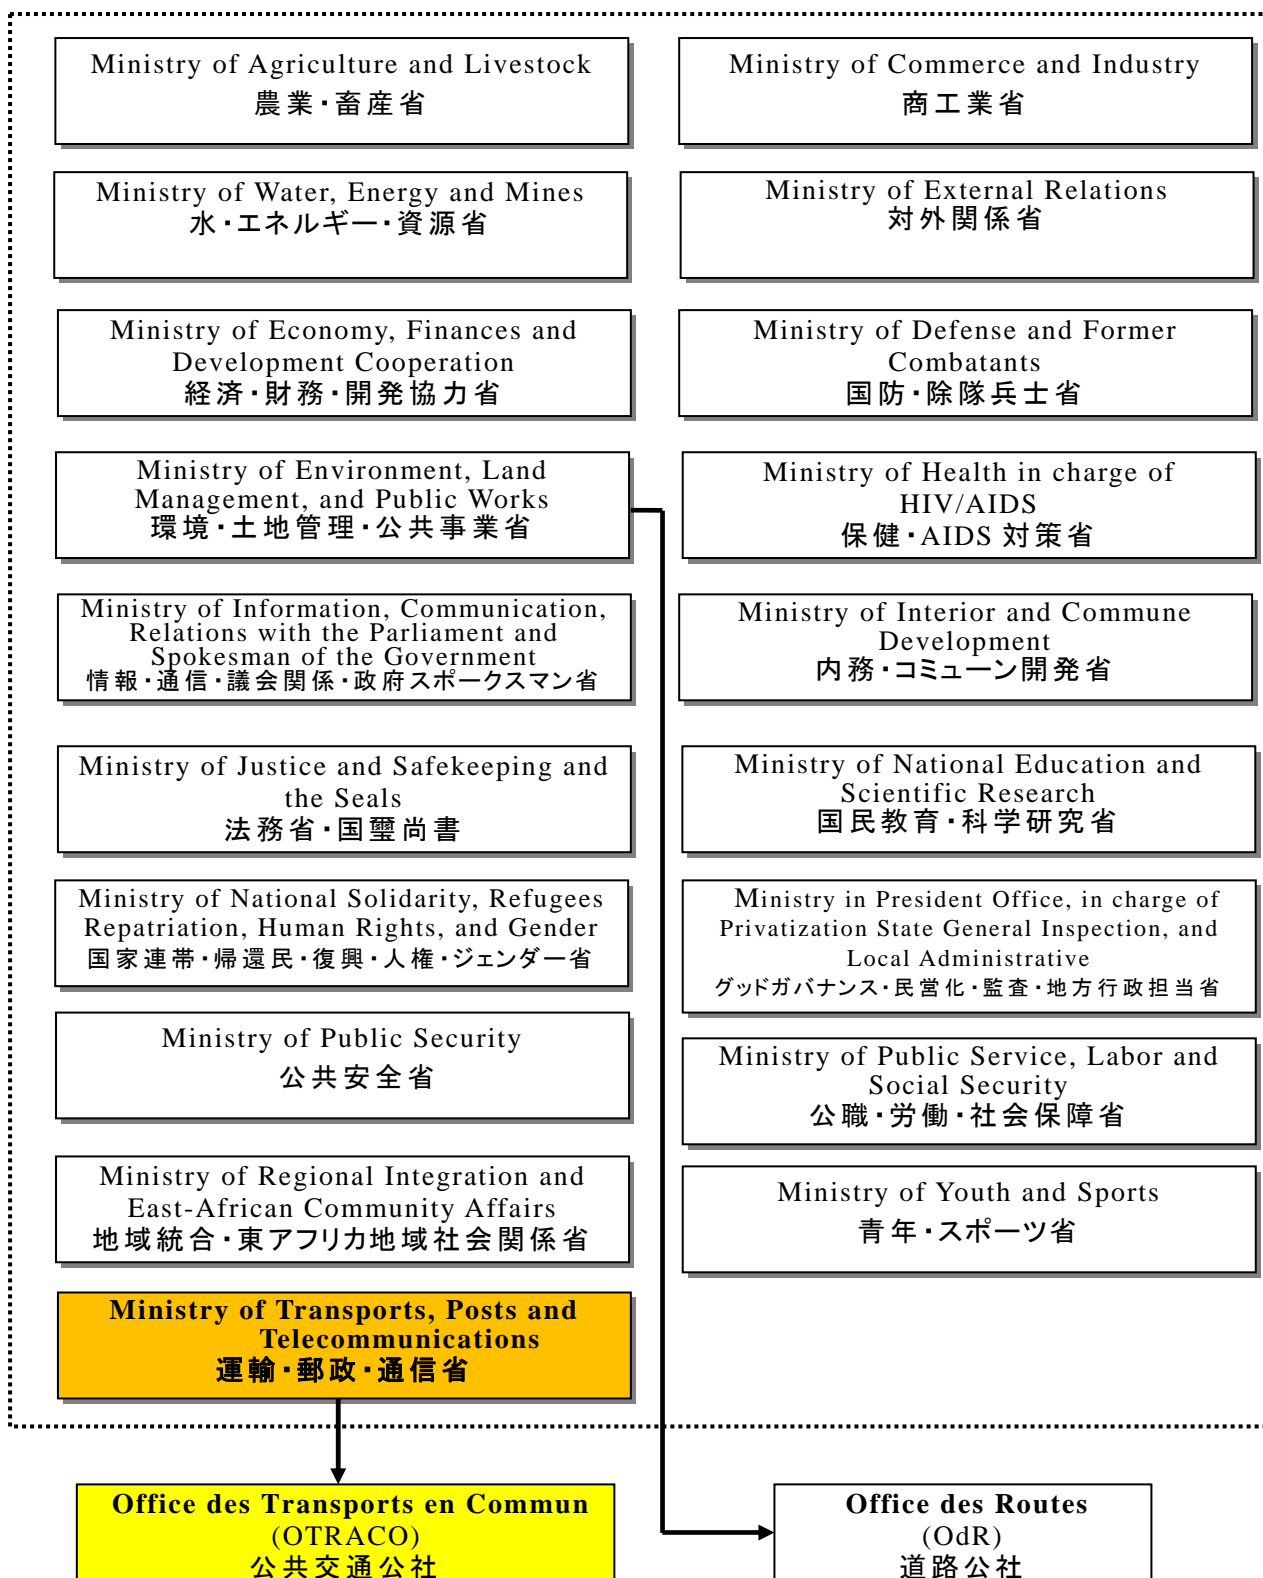 Ministry of Agriculture and Livestock
農業・畜産省
Ministry of Commerce and Industry
商工業省
Ministry of Water, Energy and Mines
水・エネルギー・資源省
Ministry of External Relations
対外関係省
Ministry of Economy, Finances and
Development Cooperation
経済・財務・開発協力省
Ministry of Defense and Former
Combatants
国防・除隊兵士省
Ministry of Environment, Land
Management, and Public Works
環境・土地管理・公共事業省
Ministry of Health in charge of
HIV/AIDS
保健・AIDS 対策省
Ministry of Information, Communication,
Relations with the Parliament and
Spokesman of the Government
情報・通信・議会関係・政府スポークスマン省
Ministry of Interior and Commune
Development
内務・コミューン開発省
Ministry of Justice and Safekeeping and
the Seals
法務省・国璽尚書
Ministry of National Education and
Scientific Research
国民教育・科学研究省
Ministry of National Solidarity, Refugees
Repatriation, Human Rights, and Gender
国家連帯・帰還民・復興・人権・ジェンダー省
Ministry in President Office, in charge of
Privatization State General Inspection, and
Local Administrative
グッドガバナンス・民営化・監査・地方行政担当省
Ministry of Public Security
公共安全省
Ministry of Public Service, Labor and
Social Security
公職・労働・社会保障省
Ministry of Regional Integration and
East-African Community Affairs
地域統合・東アフリカ地域社会関係省
Ministry of Youth and Sports
青年・スポーツ省
Ministry of Transports, Posts and
Telecommunications
運輸・郵政・通信省
Office des Transports en Commun
(OTRACO)
公共交通公社
Office des Routes
(OdR)
道路公社